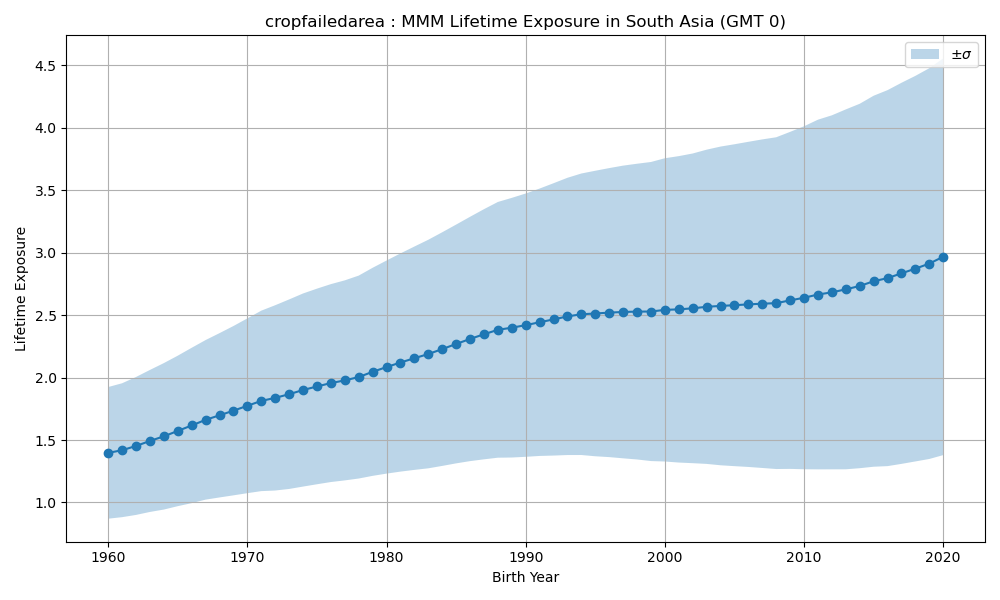 cropfailedarea : MMM Lifetime Exposure in South Asia (GMT 0)
±σ
Lifetime Exposure
4.5
4.0
3.5
3.0
2.5
2.0
1.5
1.0
1960 1970 1980 1990 2000 2010 2020
Birth Year